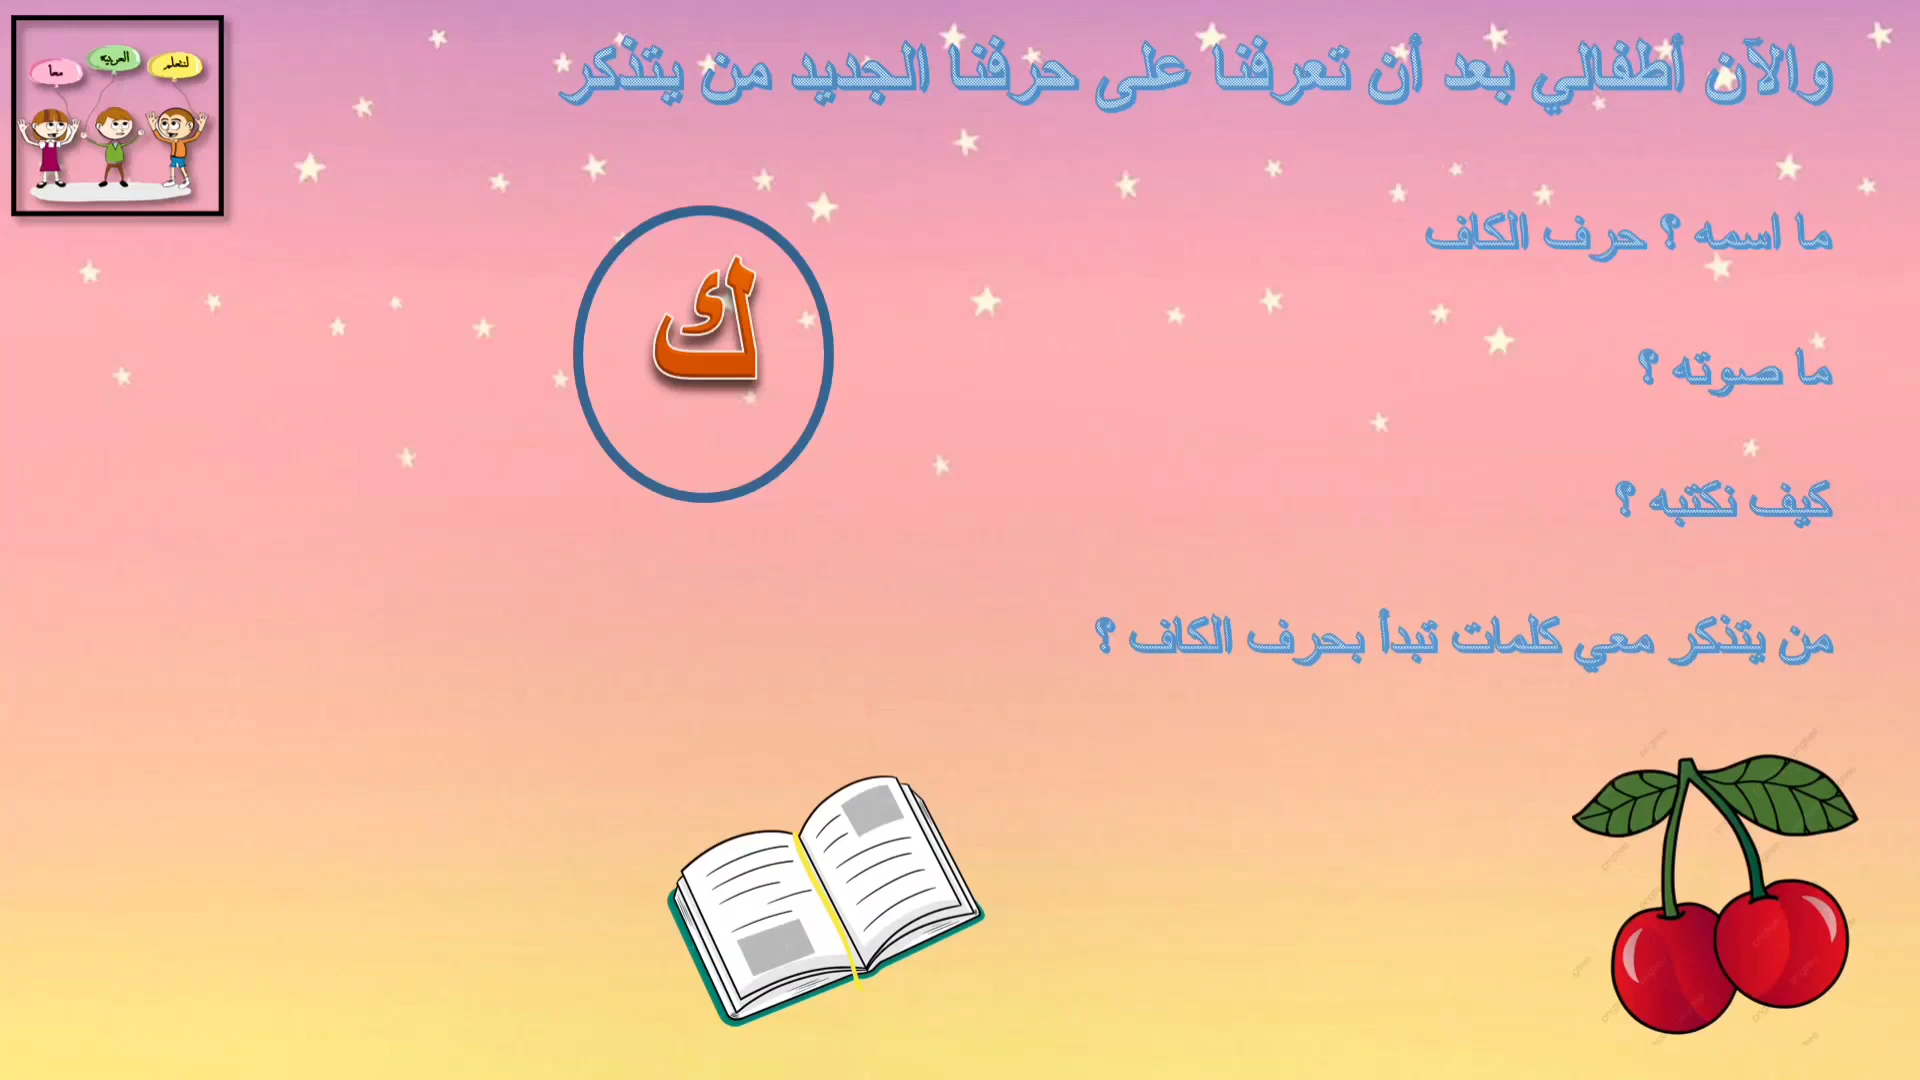 والآن أطفالي بعد أن تعرفنا على حرفنا الجديد من يتذكر
ما اسمه ؟ حرف الكاف
ما صوته ؟
كيف نكتبه ؟
من يتذكر معي كلمات تبدأ بحرف الكاف ؟
ك
لنتعلم
العربية
معاً